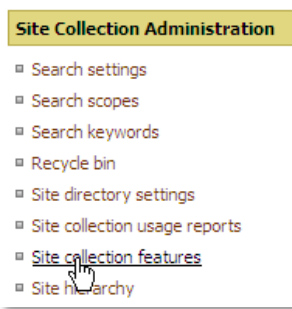 Site Collection Administration
Search settings
Search scopes
Search keywords
Recycle bin
Site directory settings
Site collection usage reports
Site collection features
Site hierarchy